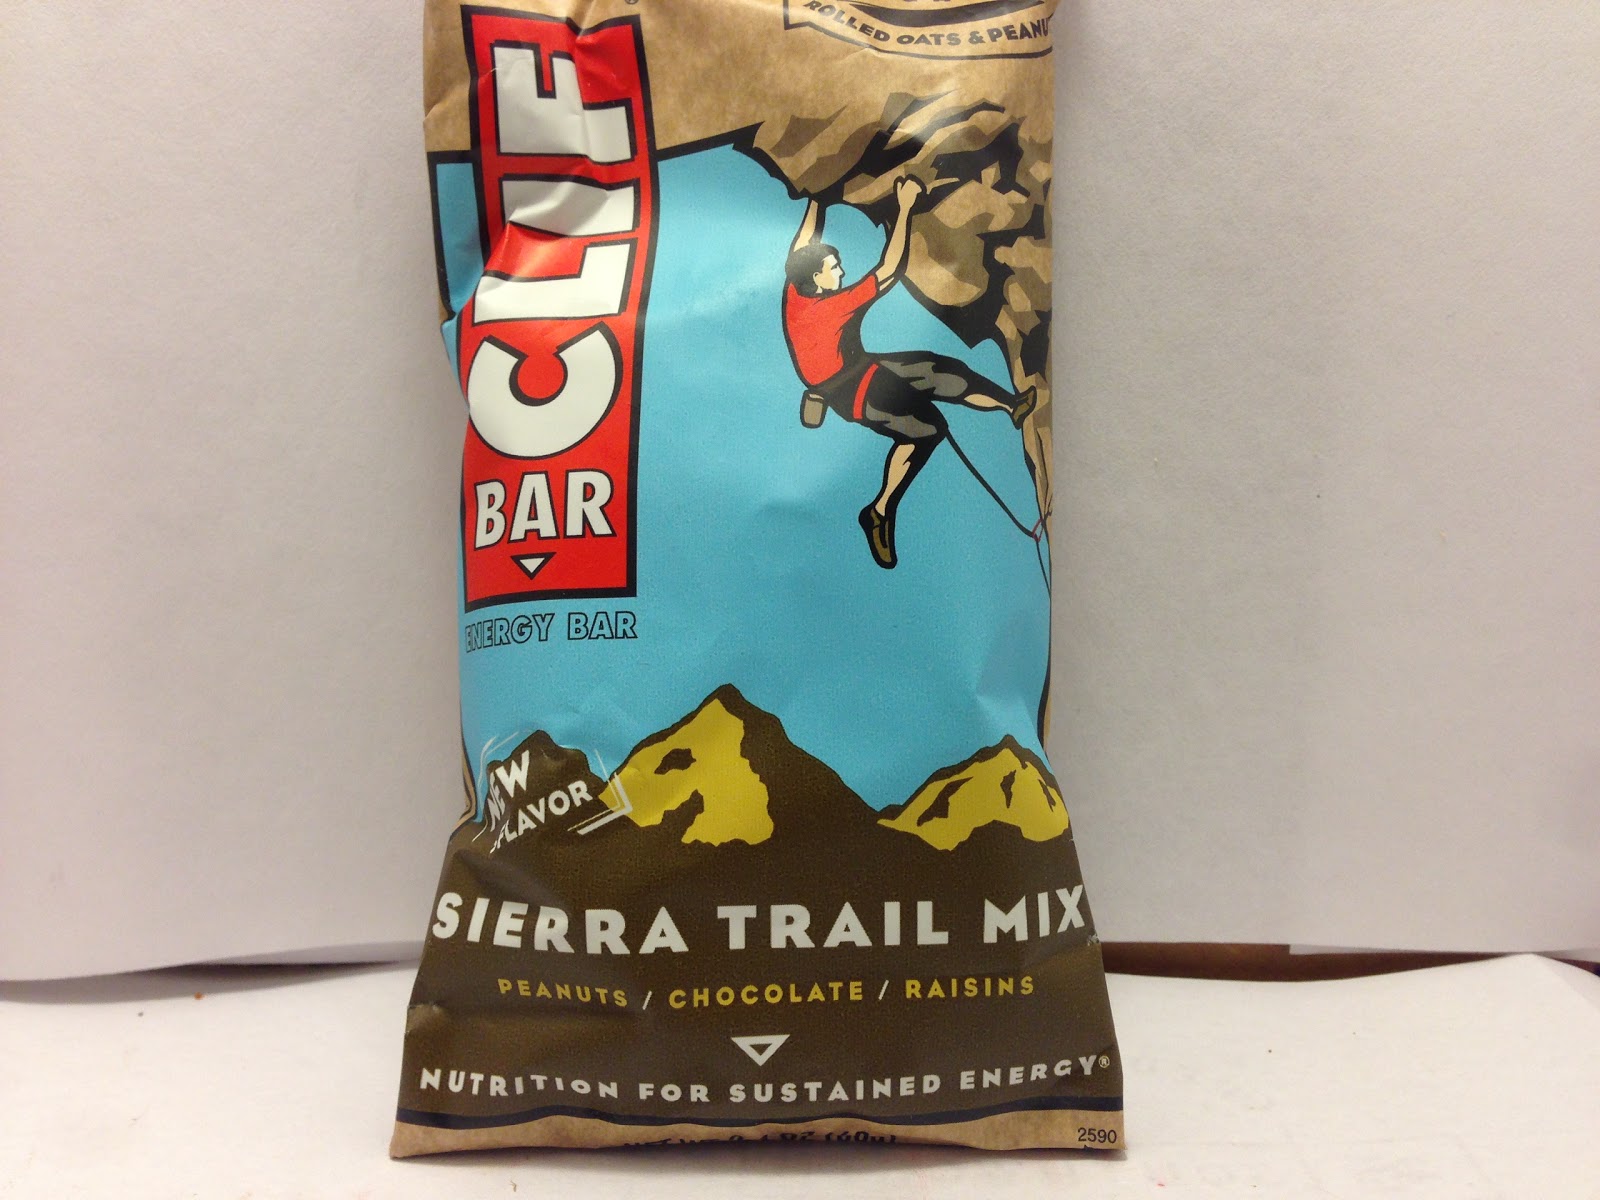 ROLLED OATS & PEANU
CLIF
BAR
ENERGY BAR
NEW
FLAVOR
SIERRA TRAIL MIX
PEANUTS / CHOCOLATE / RAISINS
NUTRITION FOR SUSTAINED ENERGY®
2590